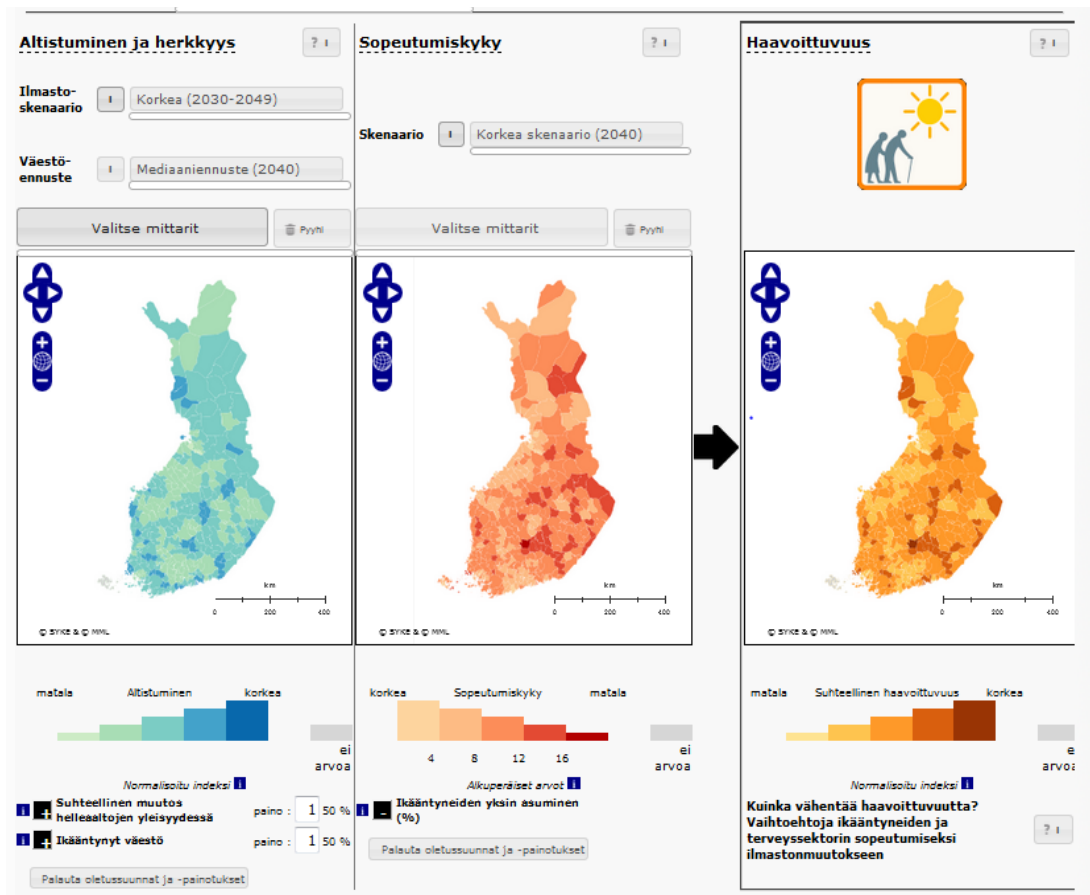 Altistuminen ja herkkyys
?
Ilmasto-
skenaario
Korkea (2030-2049)
Väestö-
ennuste
Mediaaniennuste (2040)
Valitse mittarit
Pyyhi
km
0 200 400
© SYKE & © MML
matala Altistuminen korkea
ei
arvoa
Normalisoitu indeksi i
i + Suhteellinen muutos
helleaaltojen yleisyydessä
paino : 1 50 %
i + Ikääntynyt väestö paino : 1 50 %
Palauta oletussuunnat ja -painotukset
Sopeutumiskyky
?
Skenaario
Korkea skenaario (2040)
Valitse mittarit
Pyyhi
km
0 200 400
© SYKE & © MML
korkea Sopeutumiskyky matala
4 8 12 16
ei
arvoa
Alkuperäiset arvot i
i - Ikääntyneiden yksin asuminen
(%)
Palauta oletussuunnat ja -painotukset
Haavoittuvuus
?
km
0 200 400
© SYKE & © MML
matala Suhteellinen haavoittuvuus korkea
ei
arvoa
Normalisoitu indeksi i
Kuinka vähentää haavoittuvuutta?
Vaihtoehtoja ikääntyneiden ja
terveyssektorin sopeutumiseksi
ilmastonmuutokseen
?